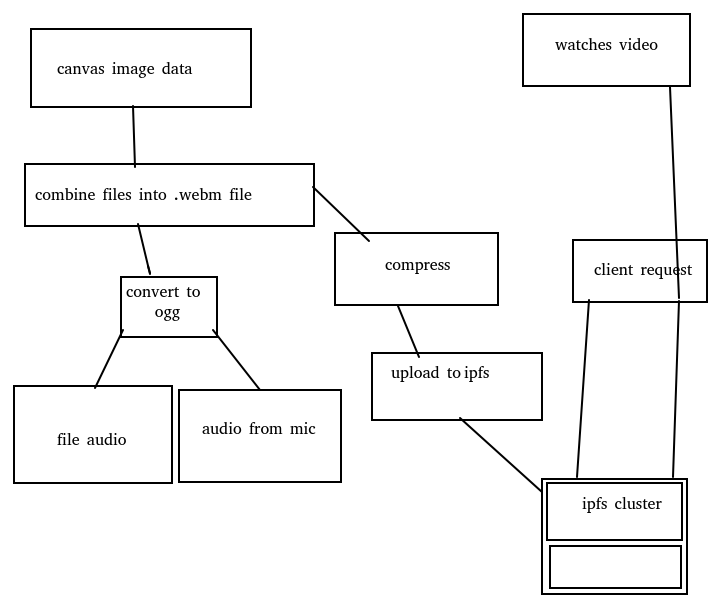 canvas image data
watches video
combine files into .webm file
compress
client request
convert to
ogg
upload to ipfs
file audio
audio from mic
ipfs cluster